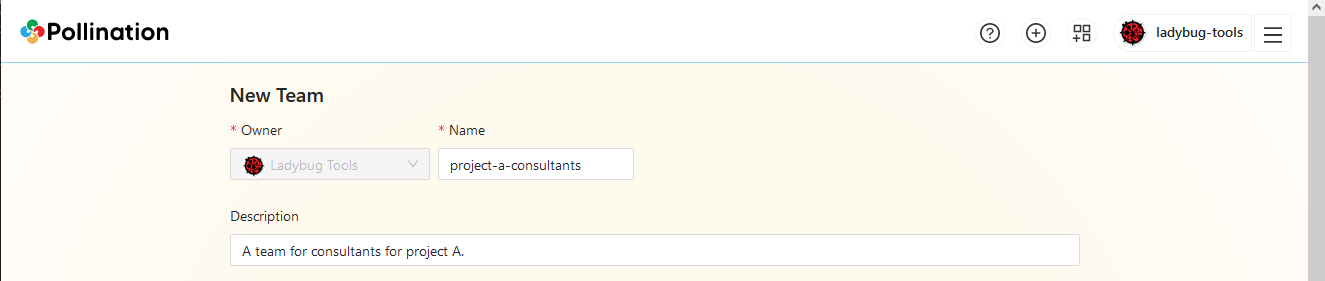 Pollination
ladybug-tools
New Team
* Owner
* Name
Ladybug Tools
project-a-consultants
Description
A team for consultants for project A.